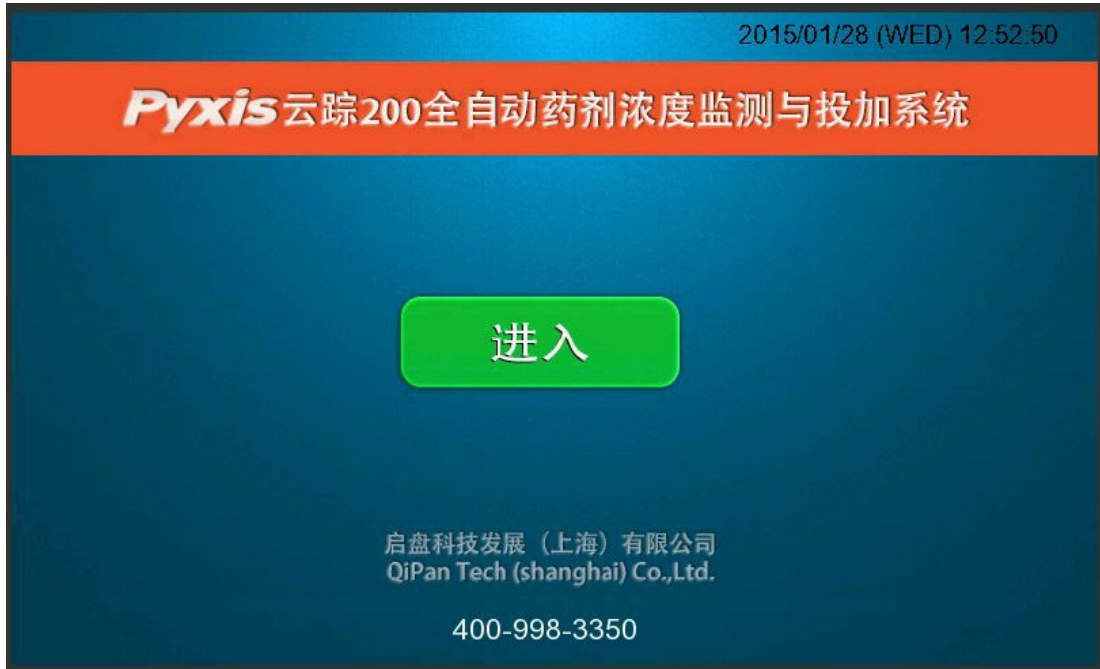 2015/01/28 (WED) 12:52:50
Pyxis云踪200全自动药剂浓度监测与投加系统
进入
启盘科技发展（上海）有限公司
QiPan Tech (shanghai) Co.,Ltd.
400-998-3350